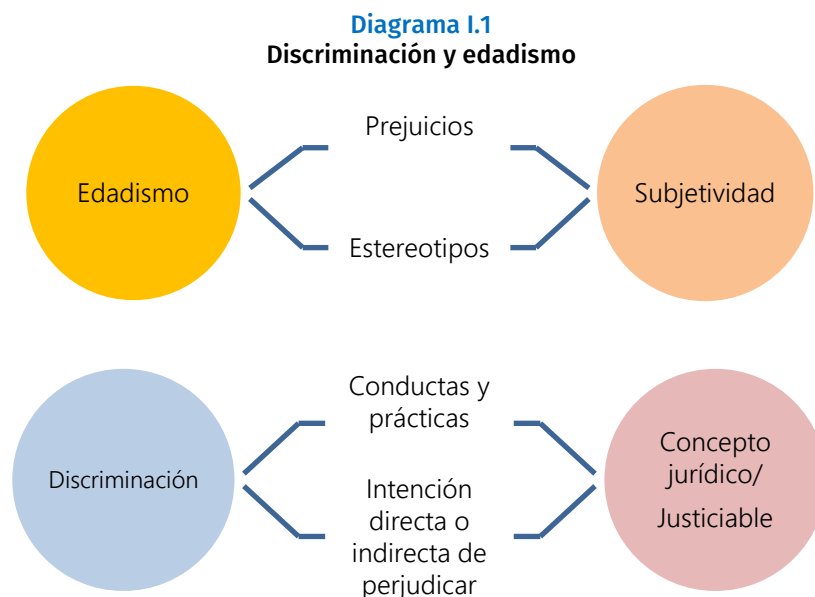 Diagrama I.1
Discriminación y edadismo
Edadismo
Prejuicios
Estereotipos
Subjetividad
Discriminación
Conductas y
prácticas
Intención
directa o
indirecta de
perjudicar
Concepto
jurídico/
Justiciable